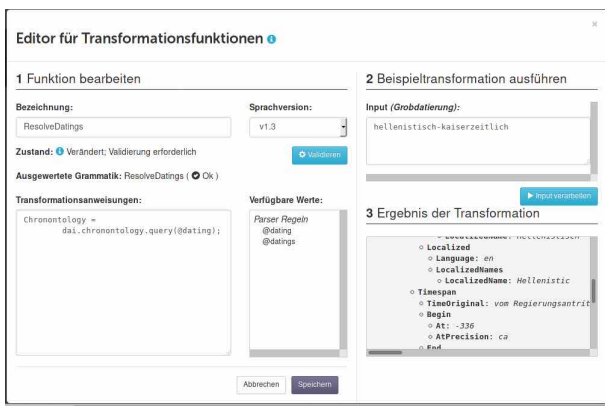 ×
Editor für Transformationsfunktionen
1 Funktion bearbeiten
Bezeichnung:
Sprachversion:
ResolveDatings
v1.3
Zustand: Verändert; Validierung erforderlich
Validieren
Ausgewertete Grammatik: ResolveDatings ( Ok )
Transformationsanweisungen:
Verfügbare Werte:
Chronontology =
dai.chronontology.query(@dating);
Parser Regeln
@dating
@datings
Abbrechen
Speichern
2 Beispieltransformation ausführen
Input (Grobdatierung):
hellenistisch-kaiserzeitlich
Input verarbeiten
3 Ergebnis der Transformation
LocalizedName: Hellenistisch
Localized
Language: en
LocalizedNames
LocalizedName: Hellenistic
Timespan
TimeOriginal: vom Regierungsantrit
Begin
At: -336
AtPrecision: ca
End